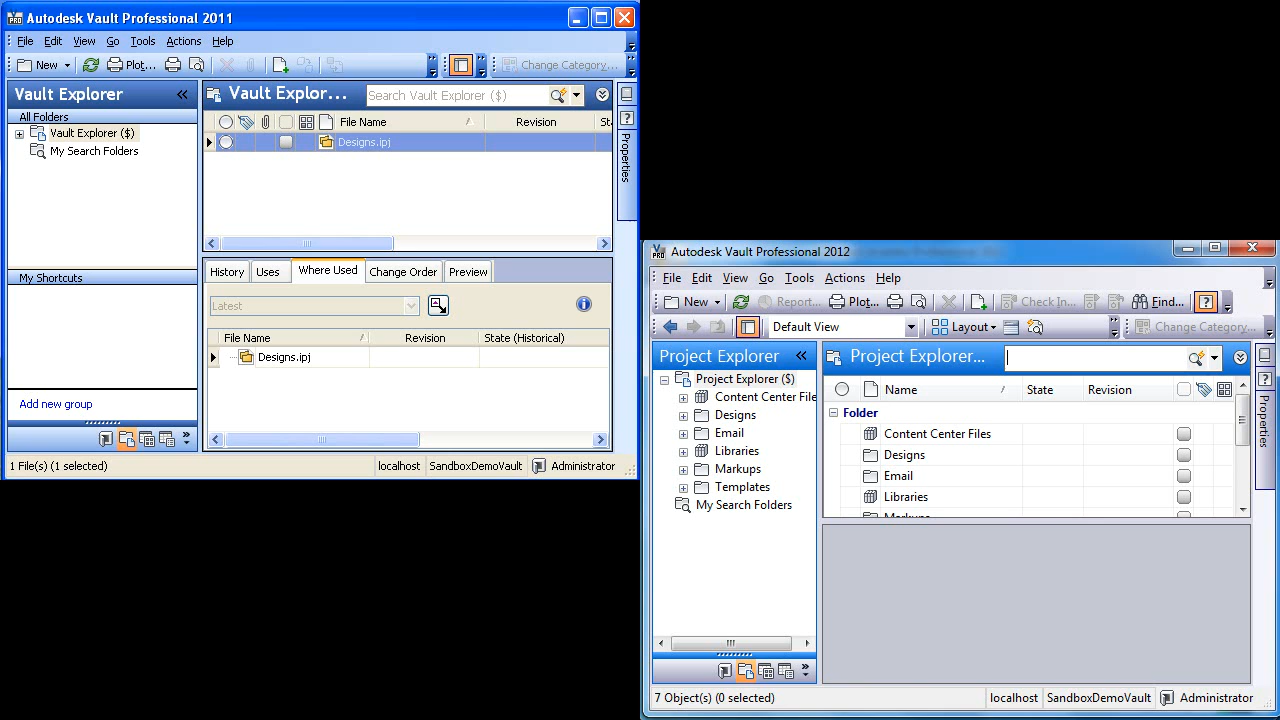 Autodesk Vault Professional 2011
File Edit View Go Tools Actions Help
New Plot... Change Category...
Vault Explorer
All Folders
Vault Explorer ($)
My Search Folders
My Shortcuts
Add new group
Vault Explor... Search Vault Explorer ($)
File Name Revision St
Designs.ipj
Properties
History Uses Where Used Change Order Preview
Latest
File Name Revision State (Historical)
Designs.ipj
1 File(s) (1 selected) localhost SandboxDemoVault Administrator
Autodesk Vault Professional 2012
File Edit View Go Tools Actions Help
New Report... Plot... Check In... Find...
Default View Layout Change Category...
Project Explorer
Project Explorer ($)
Content Center File
Designs
Email
Libraries
Markups
Templates
My Search Folders
Project Explorer...
Name State Revision
Folder
Content Center Files
Designs
Email
Libraries
Markups
Properties
7 Object(s) (0 selected) localhost SandboxDemoVault Administrator